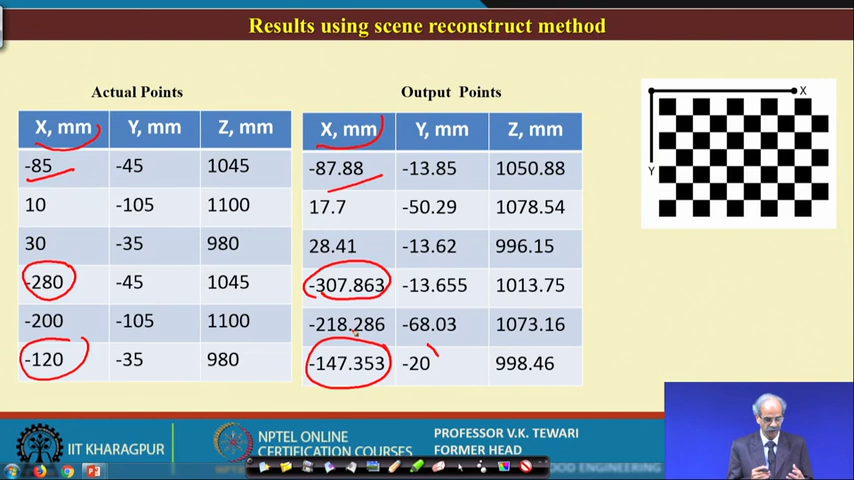 Results using scene reconstruct method
Actual Points
Output Points
X, mm Y, mm Z, mm
-85 -45 1045
10 -105 1100
30 -35 980
-280 -45 1045
-200 -105 1100
-120 -35 980
X, mm Y, mm Z, mm
-87.88 -13.85 1050.88
17.7 -50.29 1078.54
28.41 -13.62 996.15
-307.863 -13.655 1013.75
-218.286 -68.03 1073.16
-147.353 -20 998.46
X
Y
IIT KHARAGPUR
NPTEL ONLINE
CERTIFICATION COURSES
PROFESSOR V.K. TEWARI
FORMER HEAD
OOD ENGINEERING